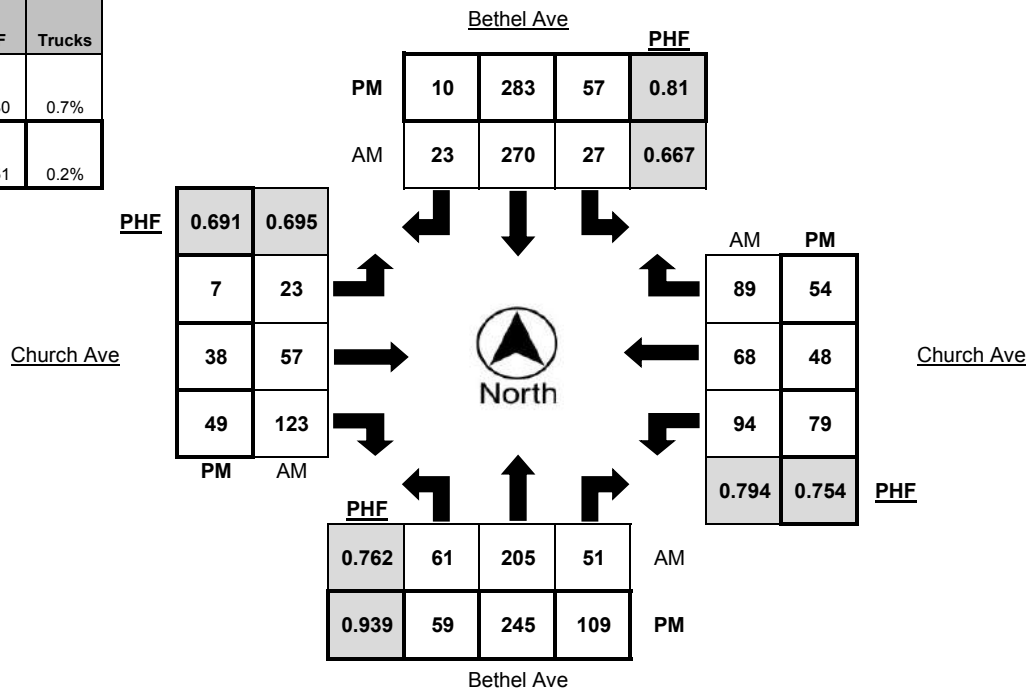 Bethel Ave
Trucks
PHF
PM 10 283 57 0.81
0.7%
AM 23 270 27 0.667
0.2%
PHF 0.691 0.695
AM PM
7 23
89 54
Church Ave 38 57
68 48 Church Ave
North
49 123
94 79
PM AM
0.794 0.754 PHF
PHF
0.762 61 205 51 AM
0.939 59 245 109 PM
Bethel Ave